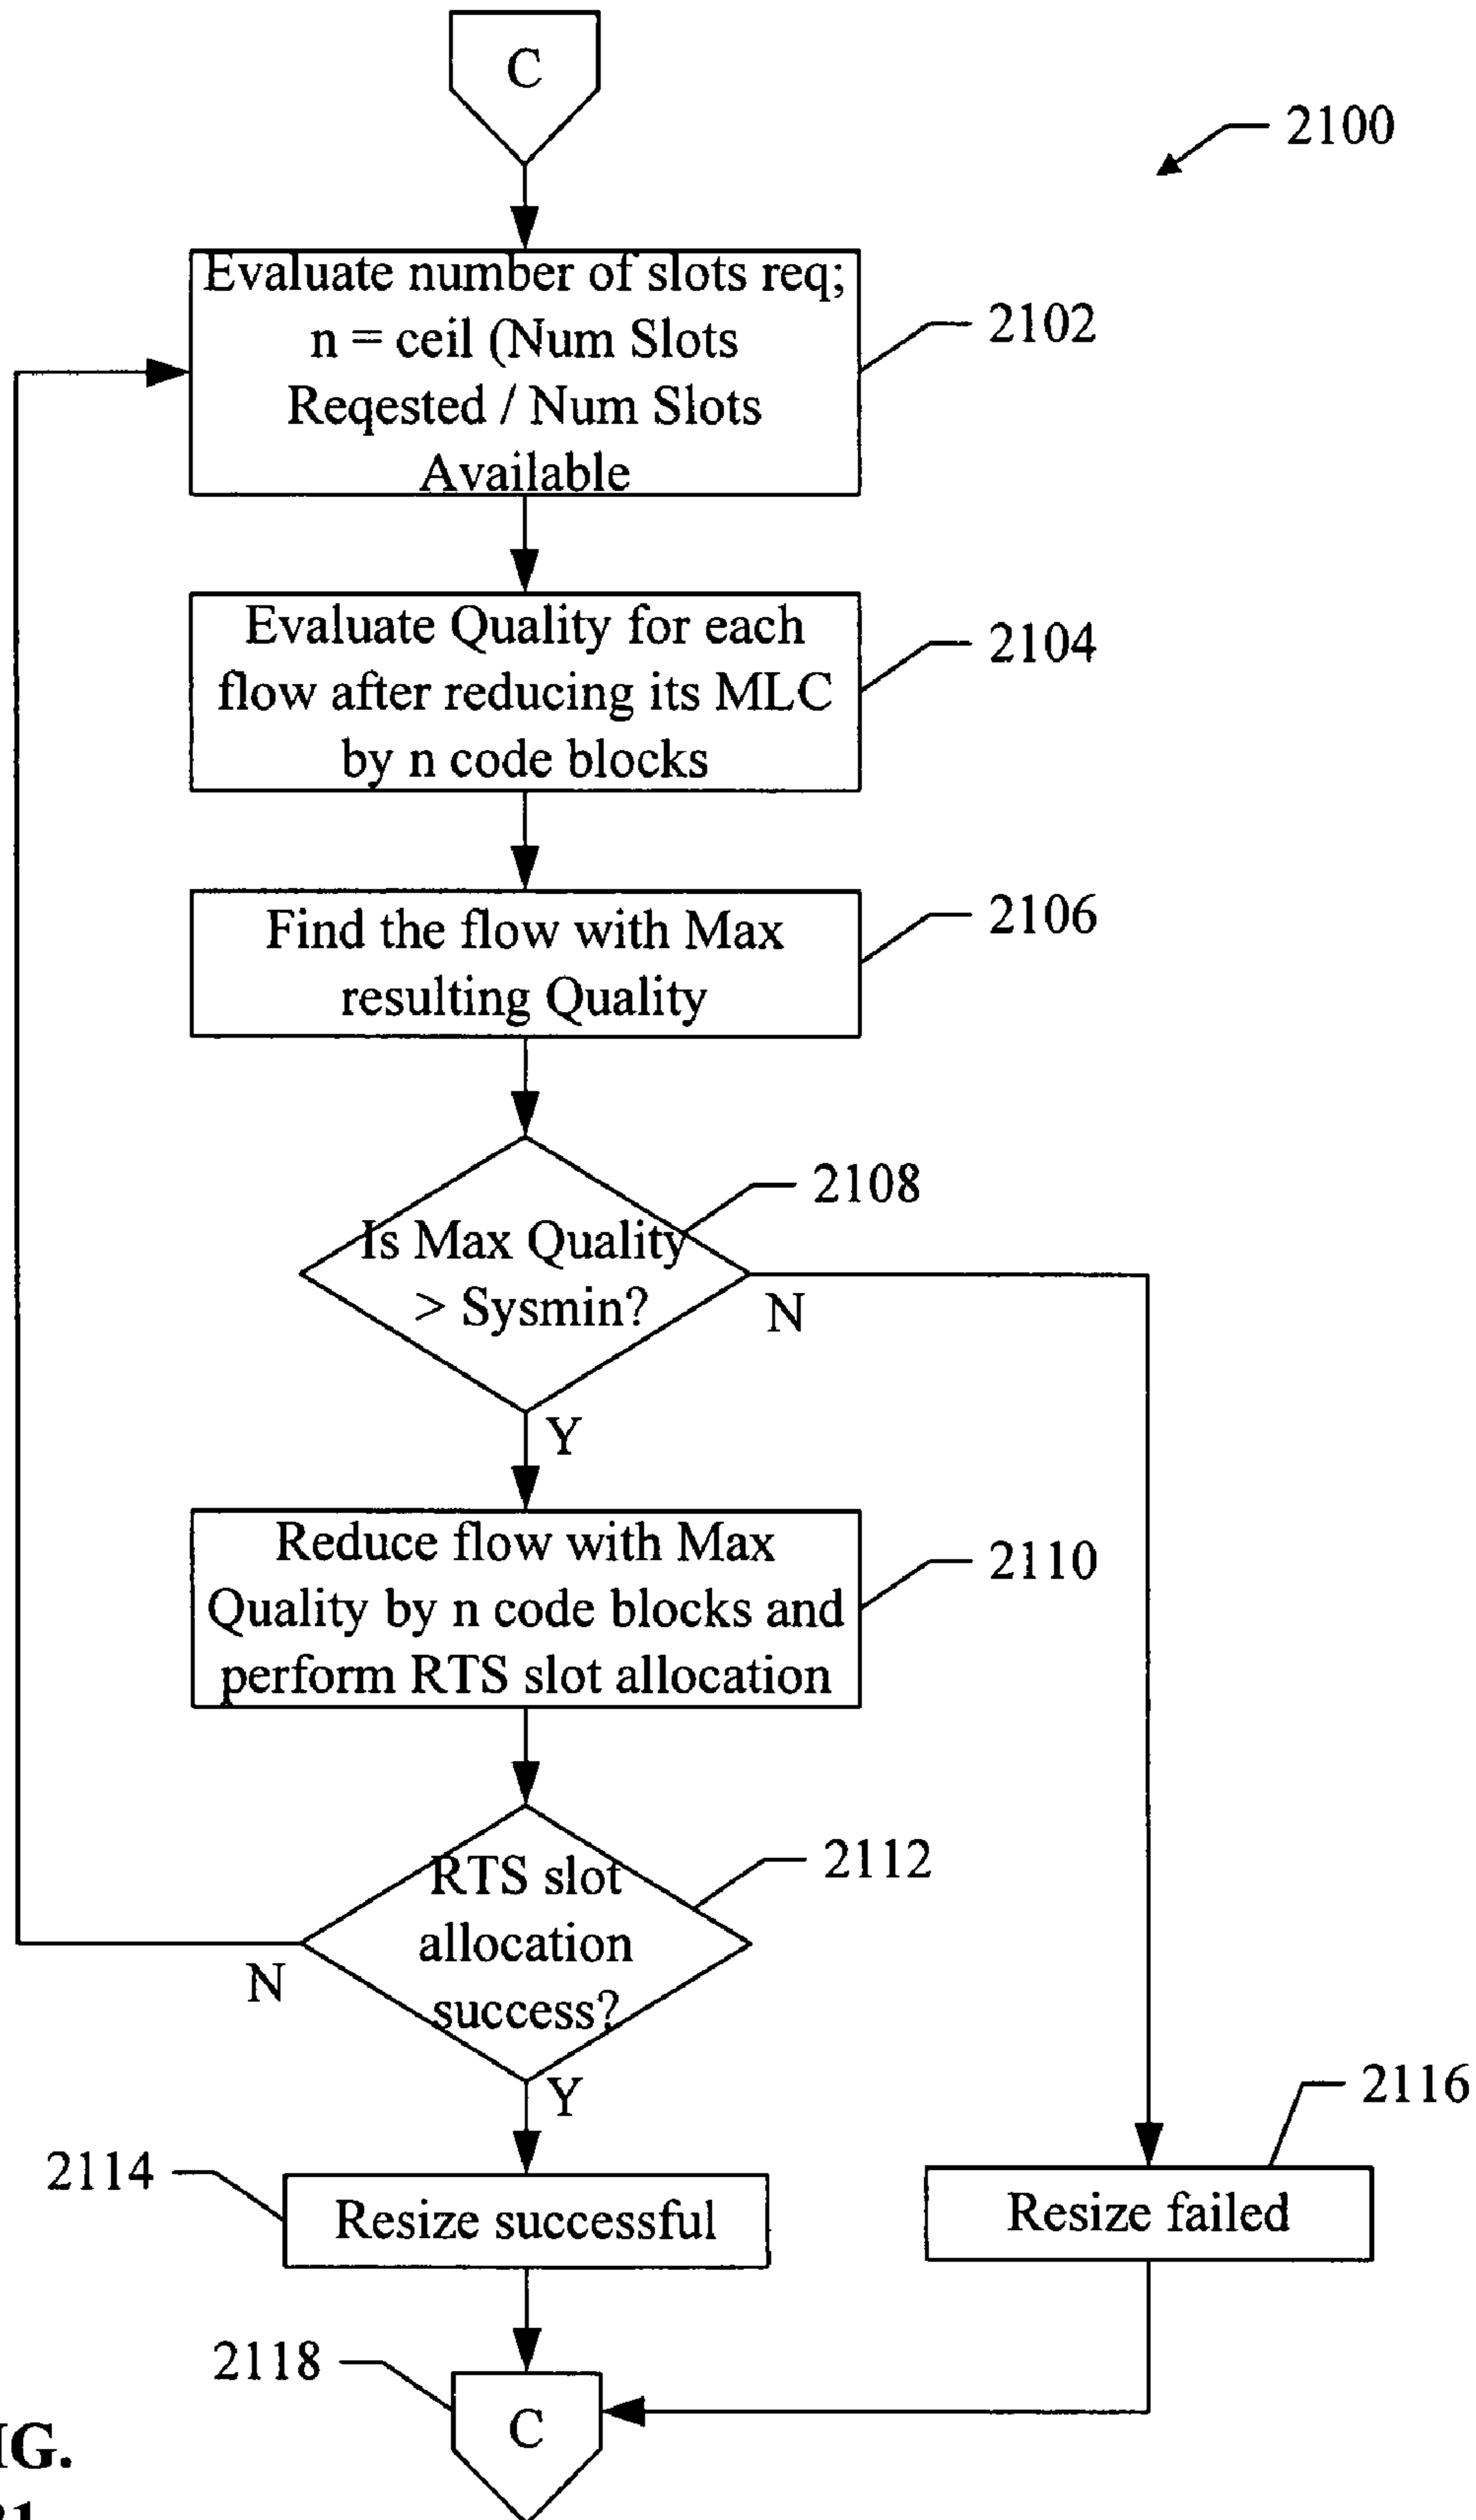 C
2100
Evaluate number of slots req;
n = ceil (Num Slots
Reqested / Num Slots
Available
2102
Evaluate Quality for each
flow after reducing its MLC
by n code blocks
2104
Find the flow with Max
resulting Quality
2106
Is Max Quality
> Sysmin?
2108
N
Y
Reduce flow with Max
Quality by n code blocks and
perform RTS slot allocation
2110
RTS slot
allocation
success?
2112
N
Y
2116
2114
Resize successful
Resize failed
2118
C